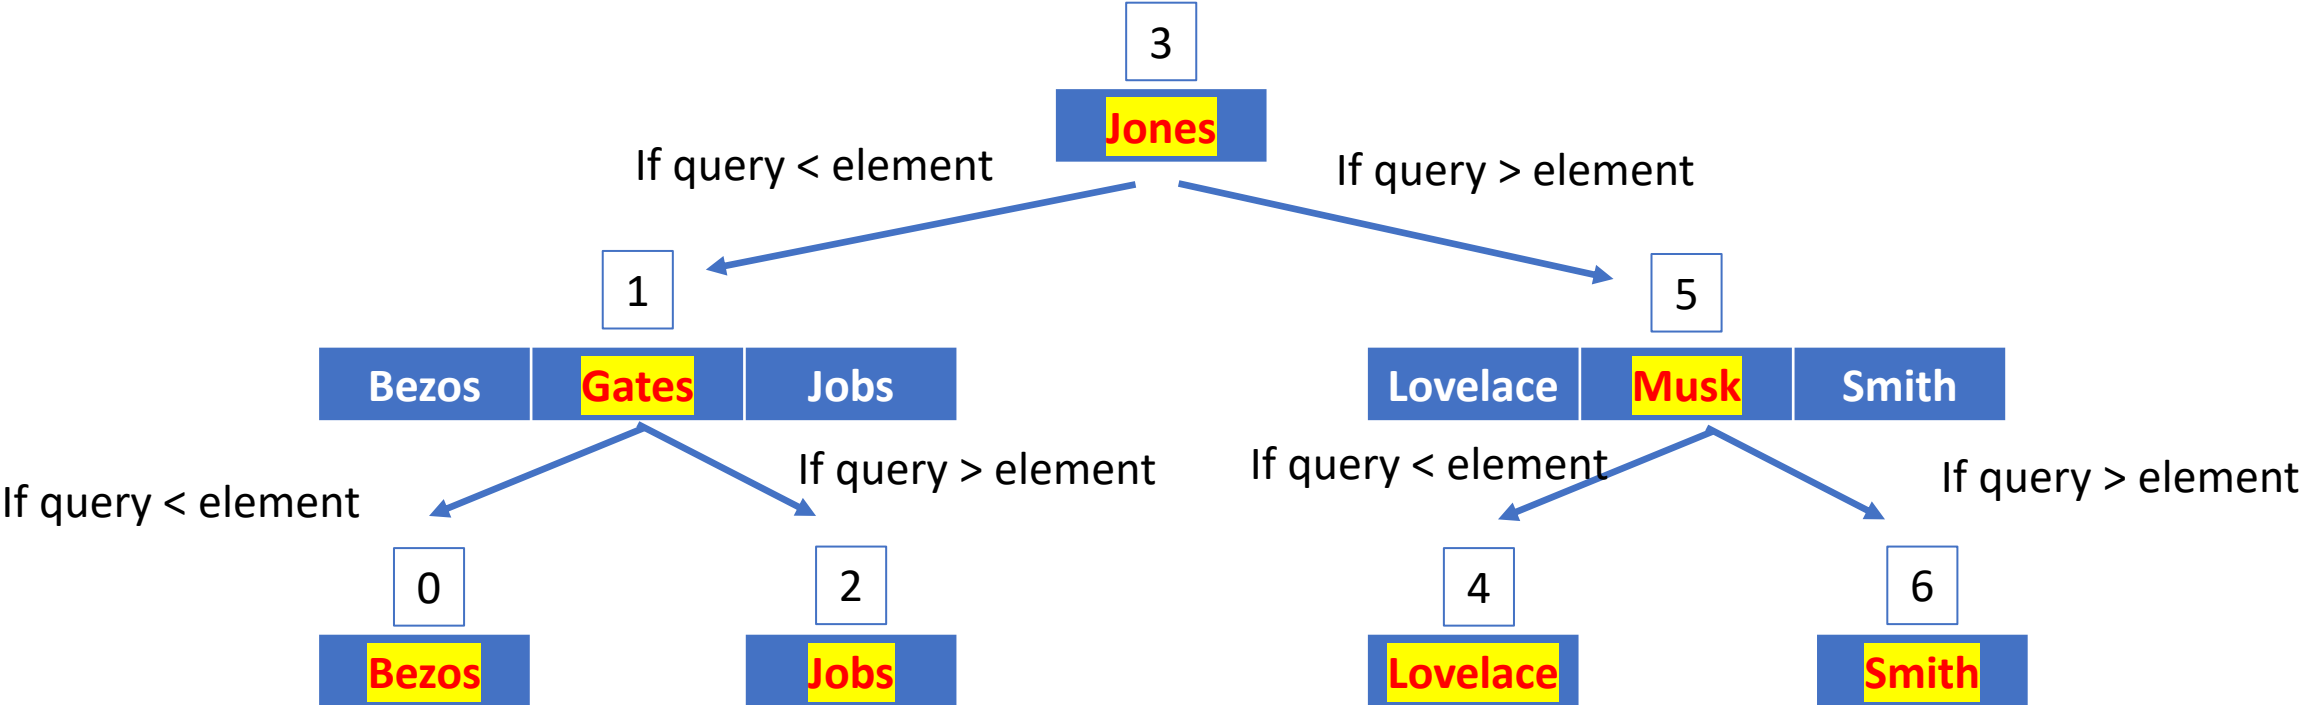 3
Jones
If query < element
If query > element
1
5
Bezos Gates Jobs
Lovelace Musk Smith
If query < element
If query > element
If query < element
If query > element
0
2
4
6
Bezos
Jobs
Lovelace
Smith